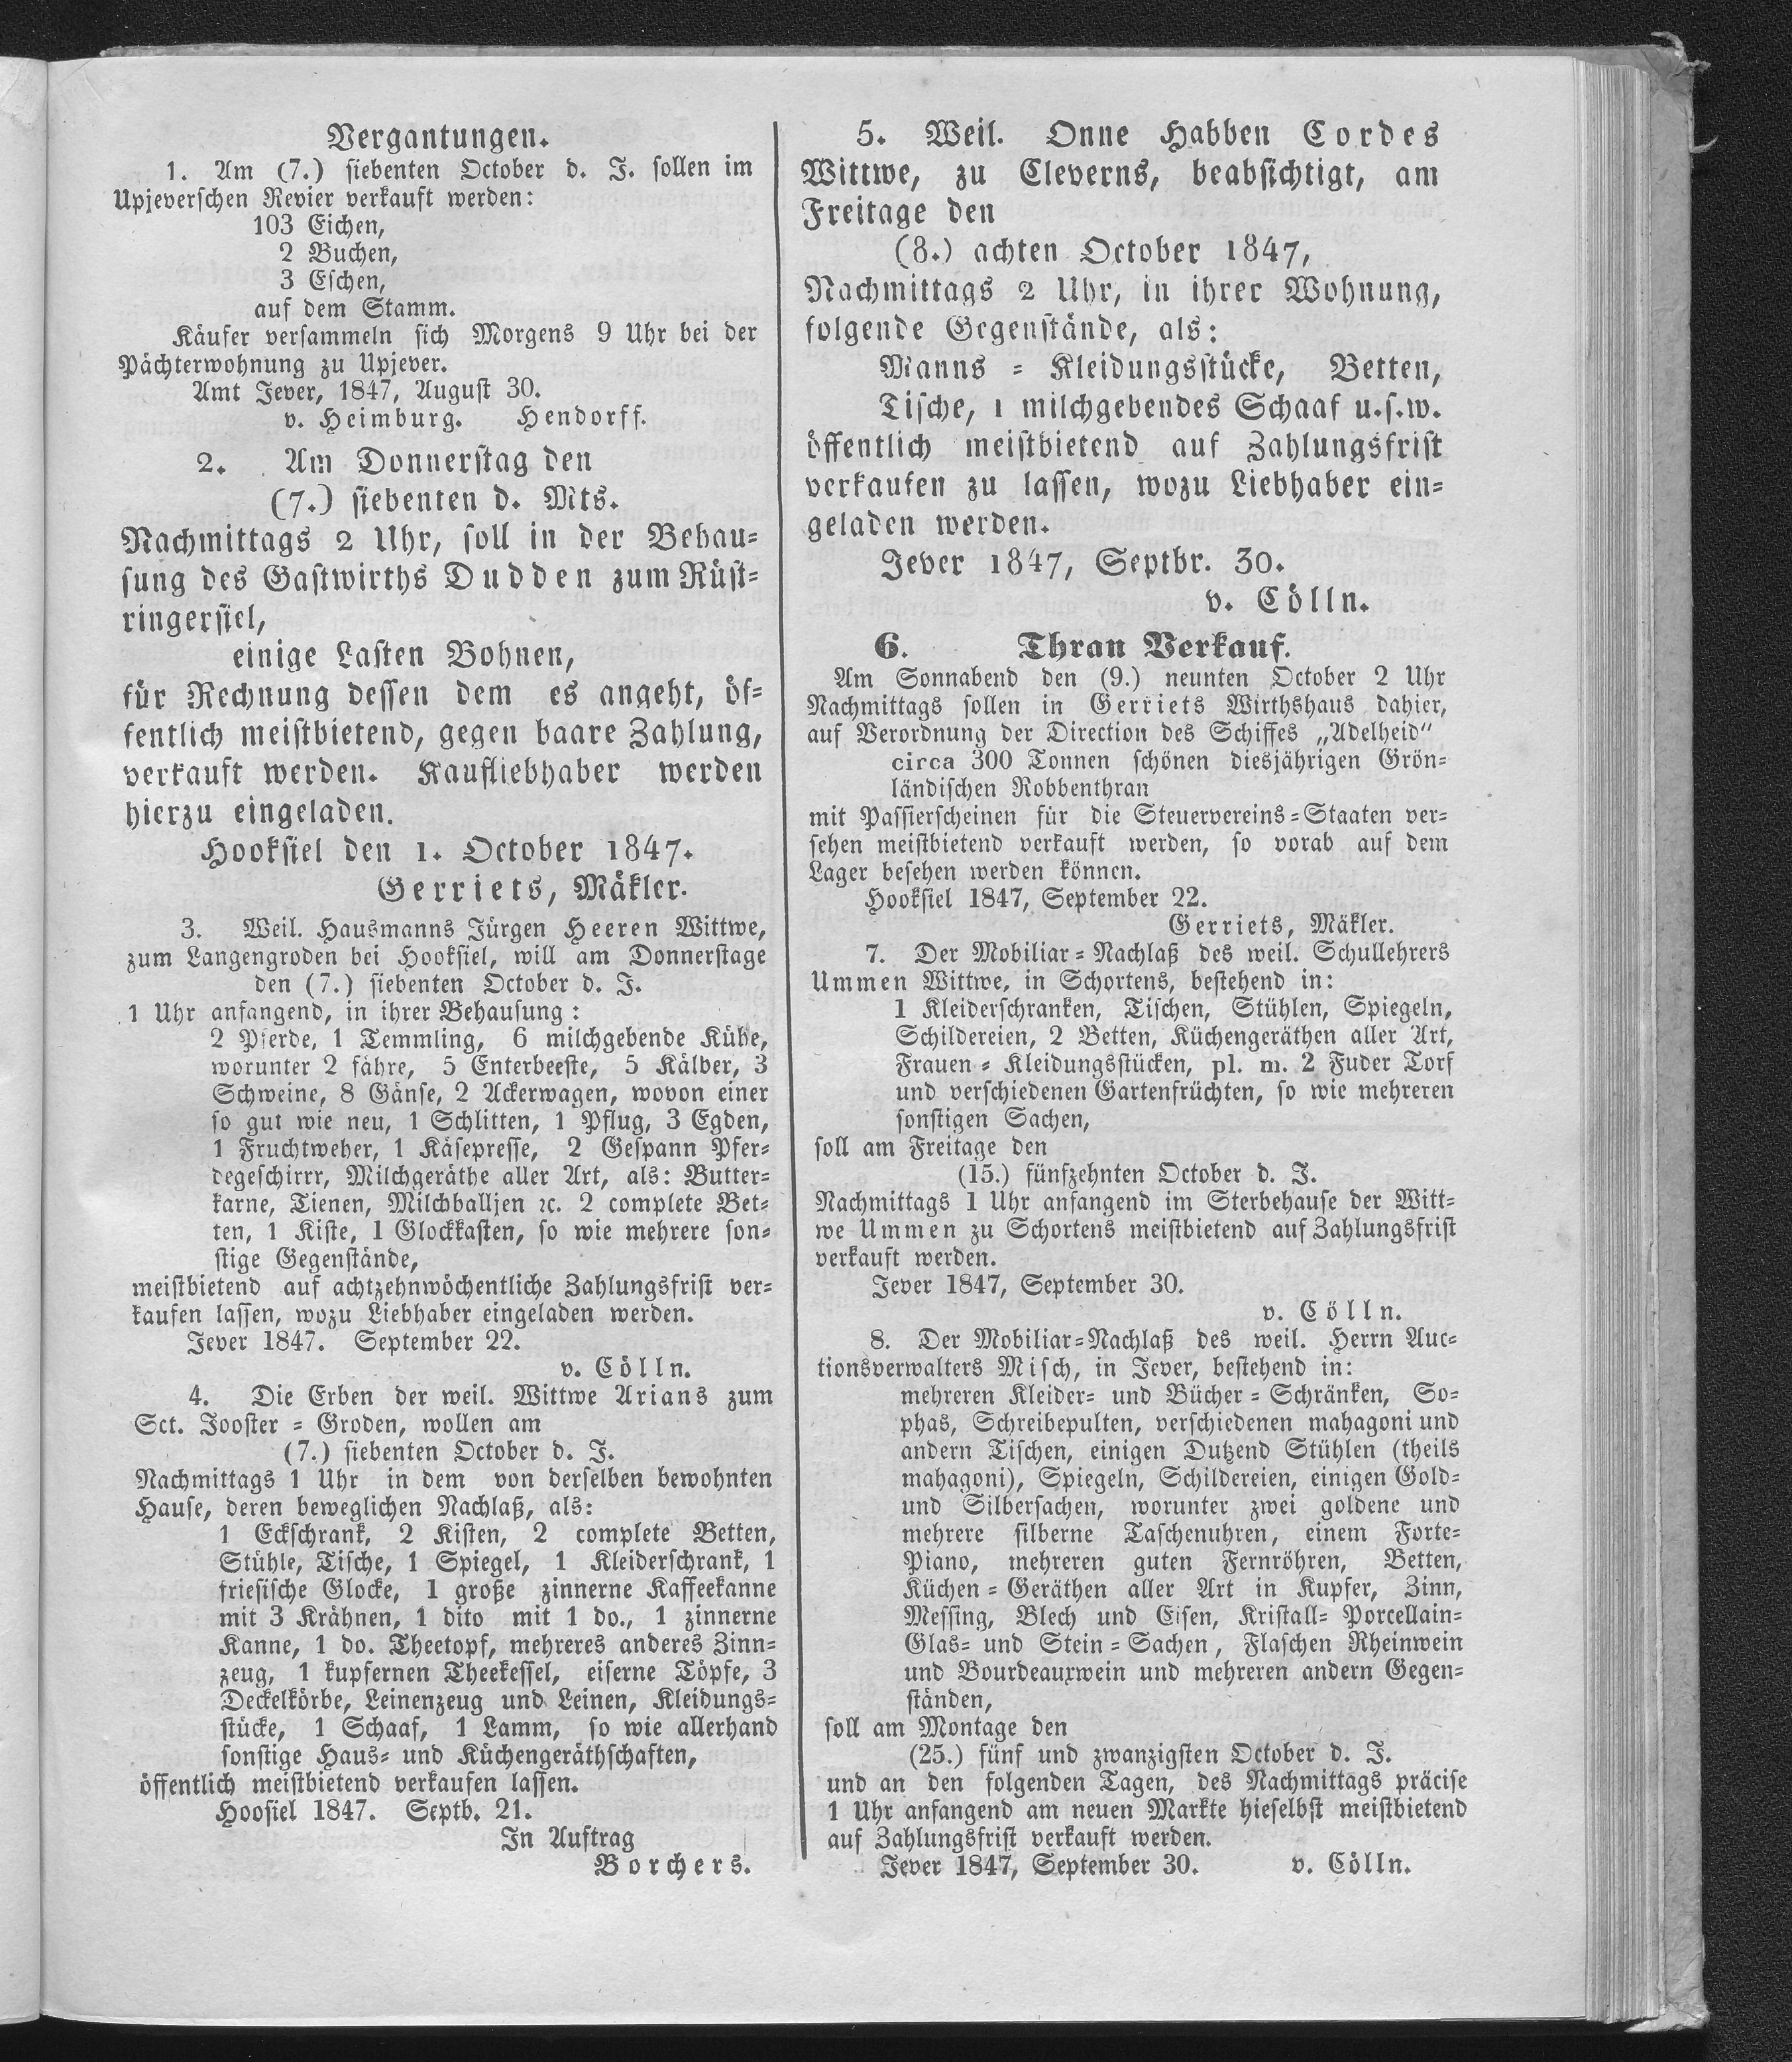 Vergantungen.
1. Am (7.) siebenten October d. J. sollen im
Upjeverschen Revier verkauft werden:
103 Eichen,
2 Buchen,
3 Eschen,
auf dem Stamm.
Käufer versammeln sich Morgens 9 Uhr bei der
Pächterwohnung zu Upjever.
Amt Jever, 1847, August 30.
v. Heimburg. Hendorff.
2. Am Donnerstag den
(7.) siebenten d. Mts.
Nachmittags 2 Uhr, soll in der Behau-
sung des Gastwirths Dudden zum Rüst-
ringersiel,
einige Lasten Bohnen,
für Rechnung dessen dem es angeht, öf-
fentlich meistbietend, gegen baare Zahlung,
verkauft werden. Kaufliebhaber werden
hierzu eingeladen.
Hooksiel den 1. October 1847.
Gerriets, Mäkler.
3. Weil. Hausmanns Jürgen Heeren Wittwe,
zum Langengroden bei Hooksiel, will am Donnerstage
den (7.) siebenten October d. J.
1 Uhr anfangend, in ihrer Behausung:
2 Pferde, 1 Temmling, 6 milchgebende Kühe,
worunter 2 fähre, 5 Enterbeeste, 5 Kälber, 3
Schweine, 8 Gänse, 2 Ackerwagen, wovon einer
so gut wie neu, 1 Schlitten, 1 Pflug, 3 Egden,
1 Fruchtweher, 1 Käsepresse, 2 Gespann Pfer-
degeschirrr, Milchgeräthe aller Art, als: Butter-
karne, Tienen, Milchballjen ꝛc. 2 complete Bet-
ten, 1 Kiste, 1 Glockkasten, so wie mehrere son-
stige Gegenstände,
meistbietend auf achtzehnwöchentliche Zahlungsfrist ver-
kaufen lassen, wozu Liebhaber eingeladen werden.
Jever 1847. September 22.
v. Cölln.
4. Die Erben der weil. Wittwe Arians zum
Sct. Jooster-Groden, wollen am
(7.) siebenten October d. J.
Nachmittags 1 Uhr in dem von derselben bewohnten
Hause, deren beweglichen Nachlaß, als:
1 Eckschrank, 2 Kisten, 2 complete Betten,
Stühle, Tische, 1 Spiegel, 1 Kleiderschrank, 1
friesische Glocke, 1 große zinnerne Kaffeekanne
mit 3 Krähnen, 1 dito mit 1 do., 1 zinnerne
Kanne, 1 do. Theetopf, mehreres anderes Zinn-
zeug, 1 kupfernen Theekessel, eiserne Töpfe, 3
Deckelkörbe, Leinenzeug und Leinen, Kleidungs-
stücke, 1 Schaaf, 1 Lamm, so wie allerhand
sonstige Haus- und Küchengeräthschaften,
öffentlich meistbietend verkaufen lassen.
Hoosiel 1847. Septb. 21.
In Auftrag
Borchers.
5. Weil. Onne Habben Cordes
Wittwe, zu Cleverns, beabsichtigt, am
Freitage den
(8.) achten October 1847,
Nachmittags 2 Uhr, in ihrer Wohnung,
folgende Gegenstände, als:
Manns-Kleidungsstücke, Betten,
Tische, 1 milchgebendes Schaaf u.s.w.
öffentlich meistbietend auf Zahlungsfrist
verkaufen zu lassen, wozu Liebhaber ein-
geladen werden.
Jever 1847, Septbr. 30.
v. Cölln.
6. Thran Verkauf.
Am Sonnabend den (9.) neunten October 2 Uhr
Nachmittags sollen in Gerriets Wirthshaus dahier,
auf Verordnung der Direction des Schiffes „Adelheid"
circa 300 Tonnen schönen diesjährigen Grön-
ländischen Robbenthran
mit Passierscheinen für die Steuervereins-Staaten ver-
sehen meistbietend verkauft werden, so vorab auf dem
Lager besehen werden können.
Hooksiel 1847, September 22.
Gerriets, Mäkler.
7. Der Mobiliar-Nachlaß des weil. Schullehrers
Ummen Wittwe, in Schortens, bestehend in:
1 Kleiderschranken, Tischen, Stühlen, Spiegeln,
Schildereien, 2 Betten, Küchengeräthen aller Art,
Frauen-Kleidungsstücken, pl. m. 2 Fuder Torf
und verschiedenen Gartenfrüchten, so wie mehreren
sonstigen Sachen,
soll am Freitage den
(15.) fünfzehnten October d. J.
Nachmittags 1 Uhr anfangend im Sterbehause der Witt-
we Ummen zu Schortens meistbietend auf Zahlungsfrist
verkauft werden.
Jever 1847, September 30.
v. Cölln.
8. Der Mobiliar-Nachlaß des weil. Herrn Auc-
tionsverwalters Misch, in Jever, bestehend in:
mehreren Kleider- und Bücher-Schränken, So-
phas, Schreibepulten, verschiedenen mahagoni und
andern Tischen, einigen Dutzend Stühlen (theils
mahagoni), Spiegeln, Schildereien, einigen Gold-
und Silbersachen, worunter zwei goldene und
mehrere silberne Taschenuhren, einem Forte-
Piano, mehreren guten Fernröhren, Betten,
Küchen-Geräthen aller Art in Kupfer, Zinn,
Messing, Blech und Eisen, Kristall- Porcellain-
Glas- und Stein-Sachen, Flaschen Rheinwein
und Bourdeauxwein und mehreren andern Gegen-
ständen,
soll am Montage den
(25.) fünf und zwanzigsten October d. J.
und an den folgenden Tagen, des Nachmittags präcise
1 Uhr anfangend am neuen Markte hieselbst meistbietend
auf Zahlungsfrist verkauft werden.
Jever 1847, September 30. v. Cölln.